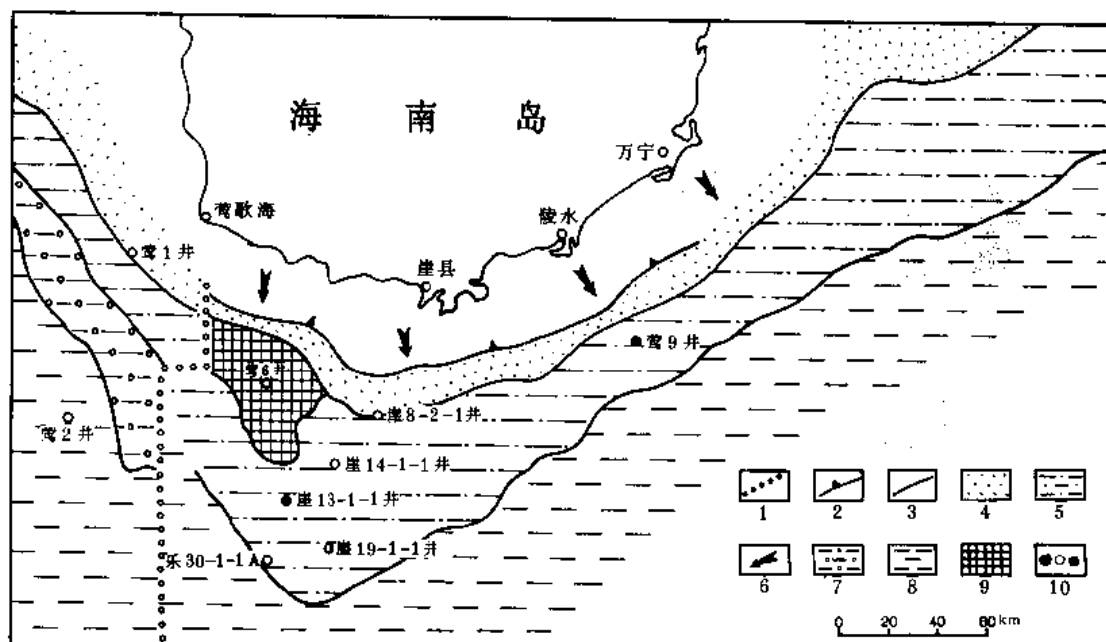 海南岛
万宁
莺歌海
陵水
莺1井
崖县
莺9井
莺6井
莺2井
崖8-2-1井
崖14-1-1井
崖13-1-1井
乐30-1-1A
崖19-1-1井
1 2 3 4 5
6 7 8 9 10
0 20 40 60km